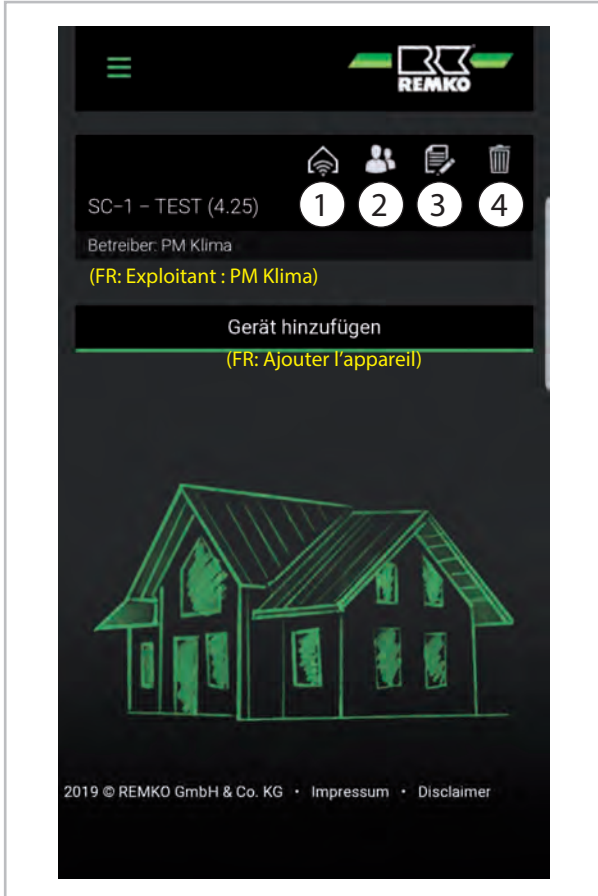 REMKO
1 2 3 4
SC-1 - TEST (4.25)
Betreiber: PM Klima
(FR: Exploitant : PM Klima)
Gerät hinzufügen
(FR: Ajouter l'appareil)
2019 © REMKO GmbH & Co. KG • Impressum • Disclaimer